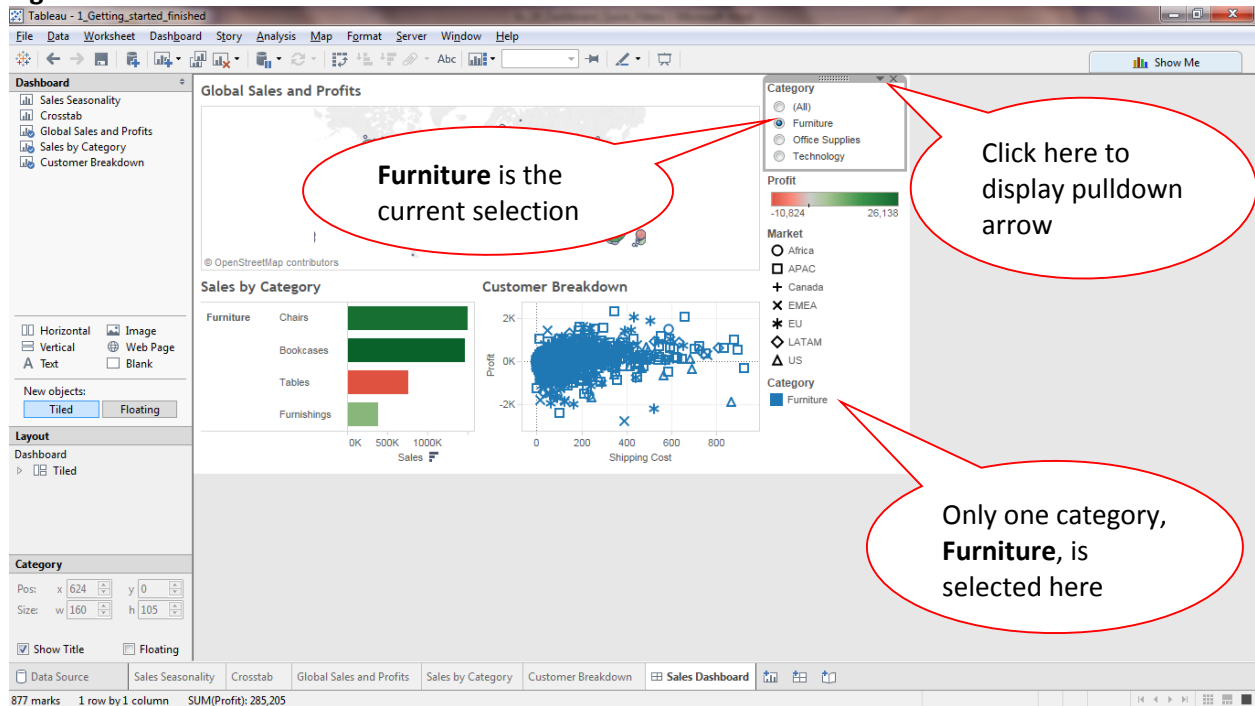 Tableau - 1_Getting_started_finished
File Data Worksheet Dashboard Story Analysis Map Format Server Window Help
Abc
Show Me
Dashboard
Sales Seasonality
Crosstab
Global Sales and Profits
Sales by Category
Customer Breakdown
Horizontal Image
Vertical Web Page
A Text Blank
New objects:
Tiled Floating
Layout
Dashboard
Tiled
Category
Pos: x 624 y 0
Size: w 160 h 105
Show Title Floating
Global Sales and Profits
© OpenStreetMap contributors
Furniture is the
current selection
Category
(All)
Furniture
Office Supplies
Technology
Click here to
display pulldown
arrow
Profit
-10,824 26,138
Market
Africa
APAC
Canada
EMEA
EU
LATAM
US
Category
Furniture
Sales by Category
Furniture Chairs
Bookcases
Tables
Furnishings
0K 500K 1000K
Sales
Customer Breakdown
2K
0K
-2K
Profit
0 200 400 600 800
Shipping Cost
Only one category,
Furniture, is
selected here
Data Source Sales Seasonality Crosstab Global Sales and Profits Sales by Category Customer Breakdown Sales Dashboard
877 marks 1 row by 1 column SUM(Profit): 285,205